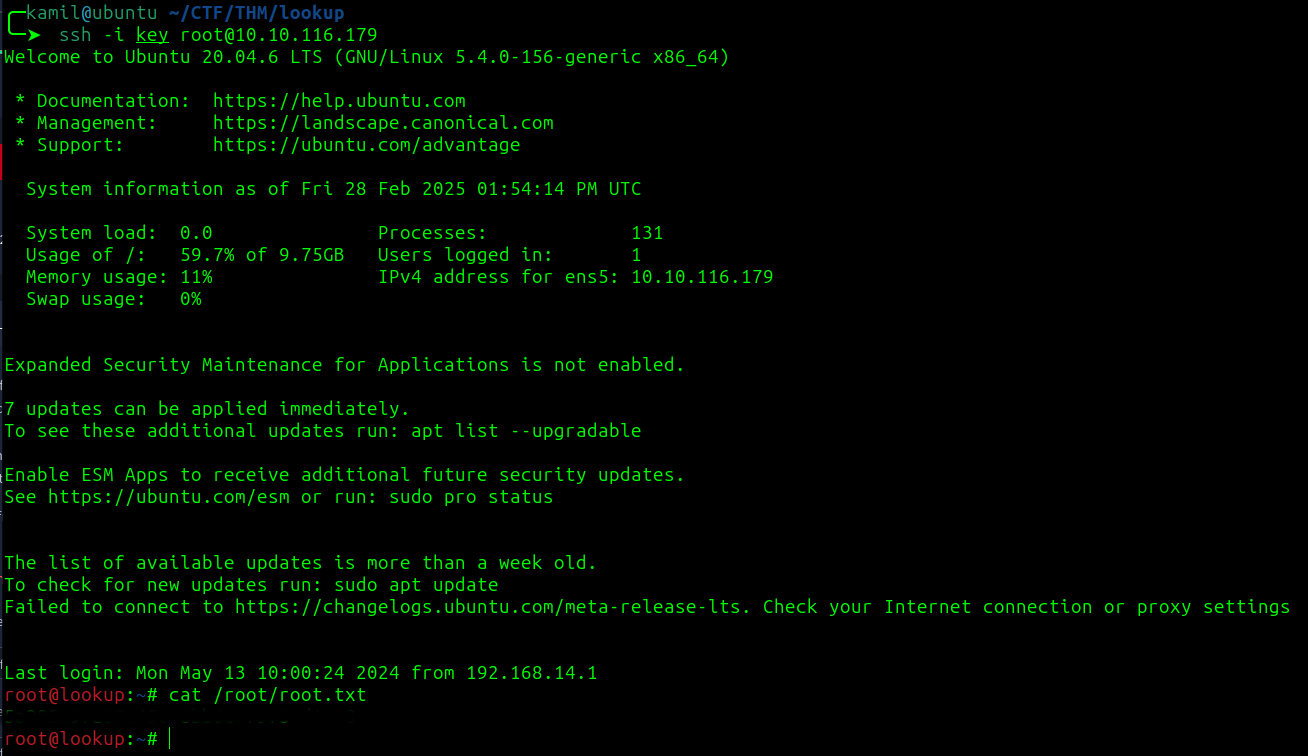 kamil@ubuntu ~/CTF/THM/lookup
ssh -i key root@10.10.116.179
Welcome to Ubuntu 20.04.6 LTS (GNU/Linux 5.4.0-156-generic x86_64)
* Documentation:  https://help.ubuntu.com
* Management:     https://landscape.canonical.com
* Support:        https://ubuntu.com/advantage
System information as of Fri 28 Feb 2025 01:54:14 PM UTC
System load:  0.0               Processes:             131
Usage of /:   59.7% of 9.75GB   Users logged in:       1
Memory usage: 11%               IPv4 address for ens5: 10.10.116.179
Swap usage:   0%
Expanded Security Maintenance for Applications is not enabled.
7 updates can be applied immediately.
To see these additional updates run: apt list --upgradable
Enable ESM Apps to receive additional future security updates.
See https://ubuntu.com/esm or run: sudo pro status
The list of available updates is more than a week old.
To check for new updates run: sudo apt update
Failed to connect to https://changelogs.ubuntu.com/meta-release-lts. Check your Internet connection or proxy settings
Last login: Mon May 13 10:00:24 2024 from 192.168.14.1
root@lookup:~# cat /root/root.txt
root@lookup:~#